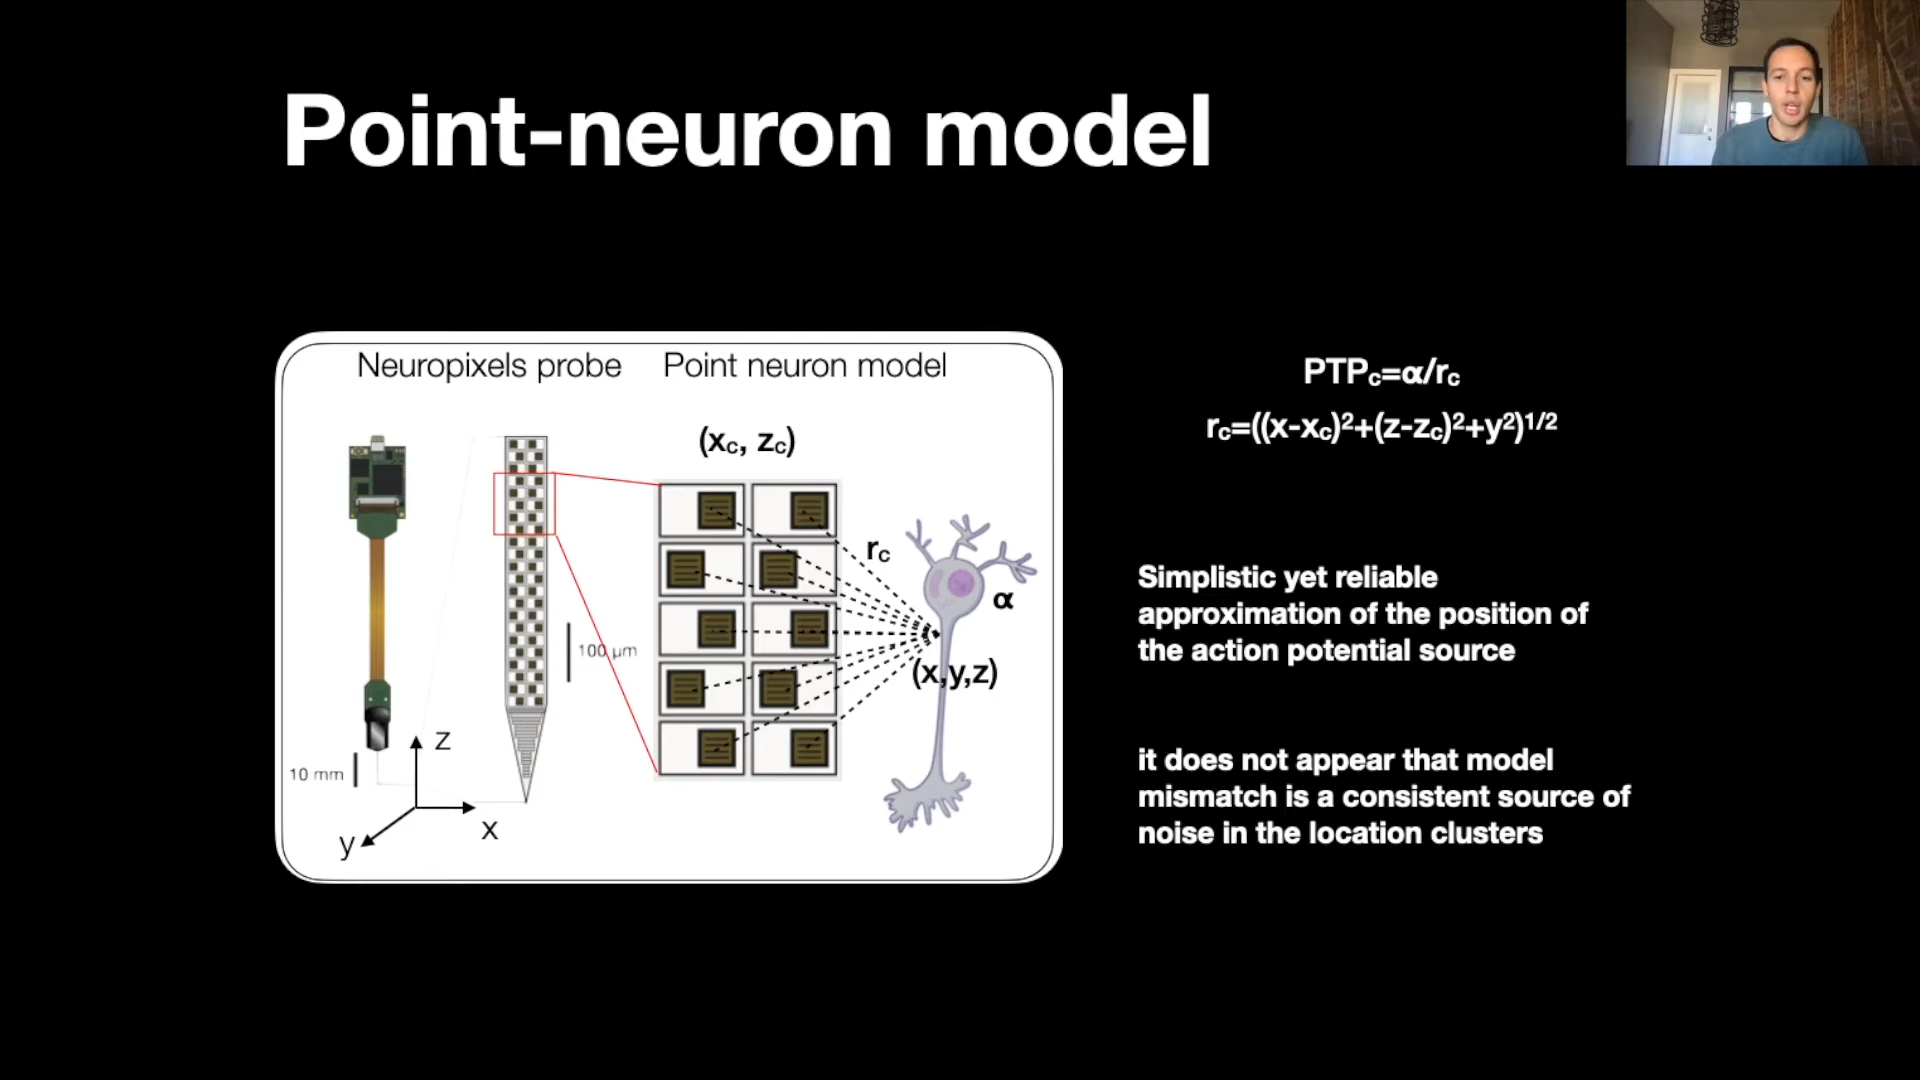 Point-neuron model
Neuropixels probe
Point neuron model
(xc, zc)
rc
α
(x,y,z)
100 µm
10 mm
z
x
y
PTPc=α/rc
rc=((x-xc)²+(z-zc)²+y²)¹/²
Simplistic yet reliable
approximation of the position of
the action potential source
it does not appear that model
mismatch is a consistent source of
noise in the location clusters